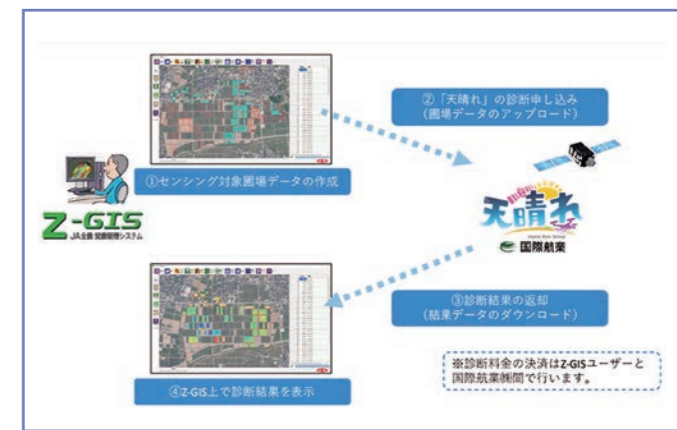 ①センシング対象圃場データの作成
②「天晴れ」の診断申し込み
(圃場データのアップロード)
Z-GIS
JA全農 営農管理システム
天晴れ
国際航業
③診断結果の返却
(結果データのダウンロード)
④Z-GIS上で診断結果を表示
※診断料金の決済はZ-GISユーザーと
国際航業㈱間で行います。